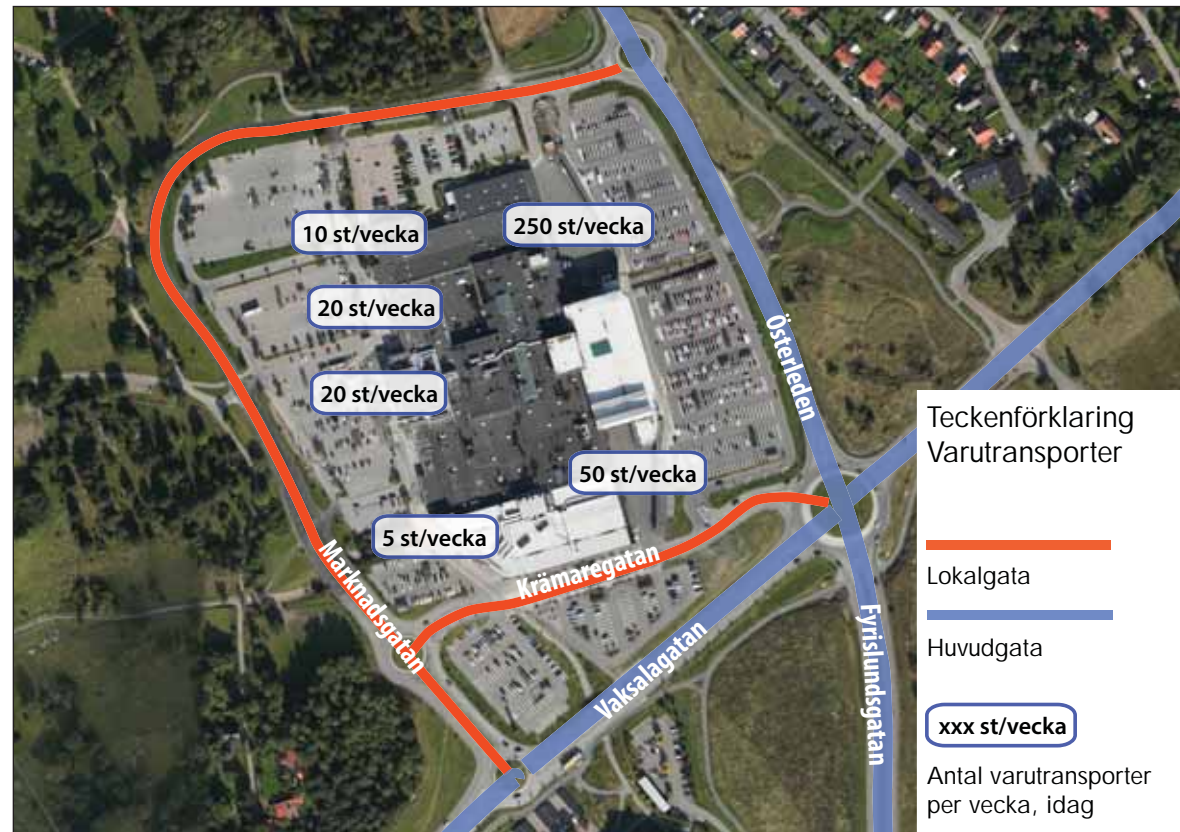 10 st/vecka
250 st/vecka
20 st/vecka
20 st/vecka
50 st/vecka
5 st/vecka
Österleden
Marknadsgatan
Krämaregatan
Vaksalagatan
Fyrislundsgatan
Teckenförklaring
Varutransporter
Lokalgata
Huvudgata
xxx st/vecka
Antal varutransporter
per vecka, idag